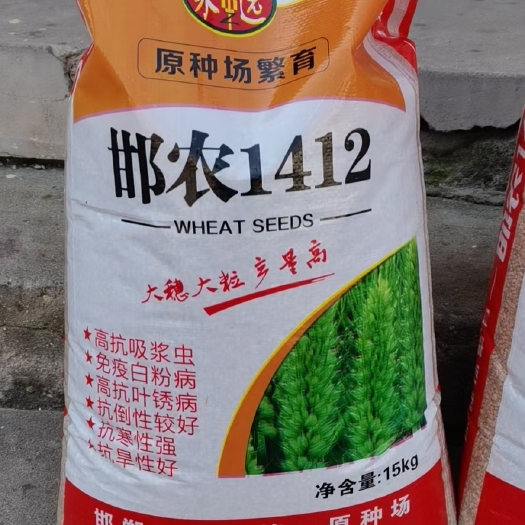 原种场繁育
邯农1412
WHEAT SEEDS
大穗大粒产量高
★高抗吸浆虫
★免疫白粉病
★高抗叶锈病
★抗倒性较好
★抗寒性强
★抗旱性好
净含量:15kg
原种场